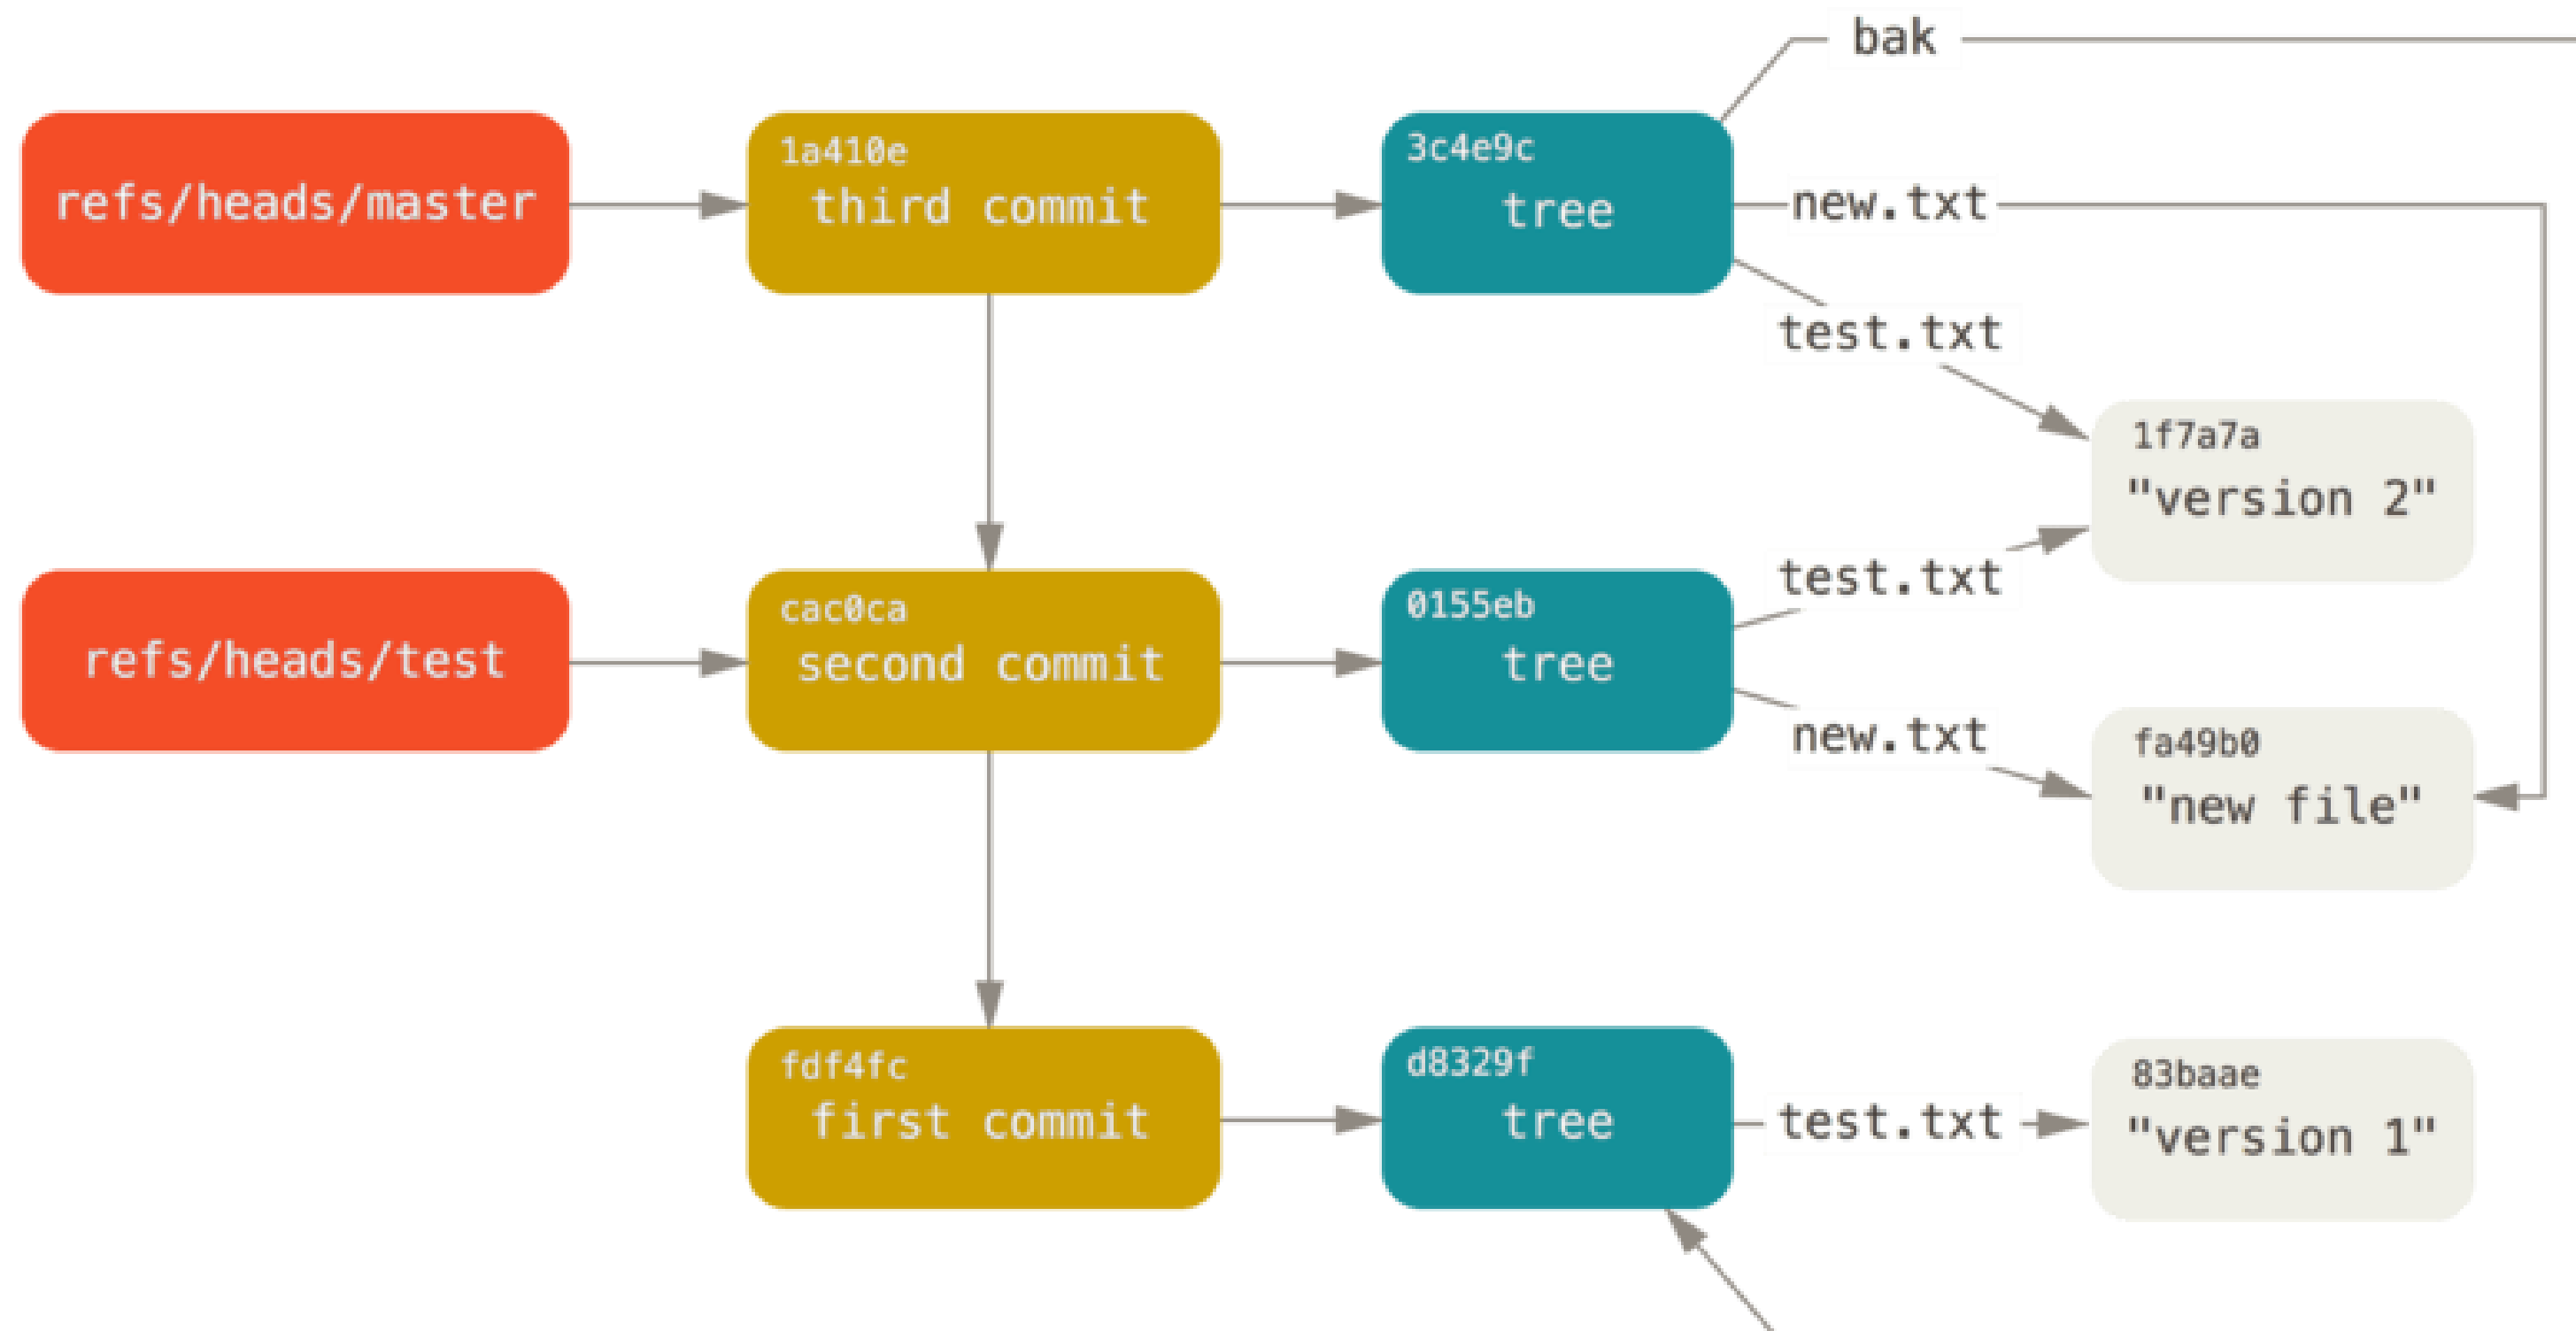 bak
refs/heads/master
1a410e
third commit
3c4e9c
tree
new.txt
test.txt
1f7a7a
"version 2"
refs/heads/test
cac0ca
second commit
0155eb
tree
test.txt
new.txt
fa49b0
"new file"
fdf4fc
first commit
d8329f
tree
test.txt
83baae
"version 1"